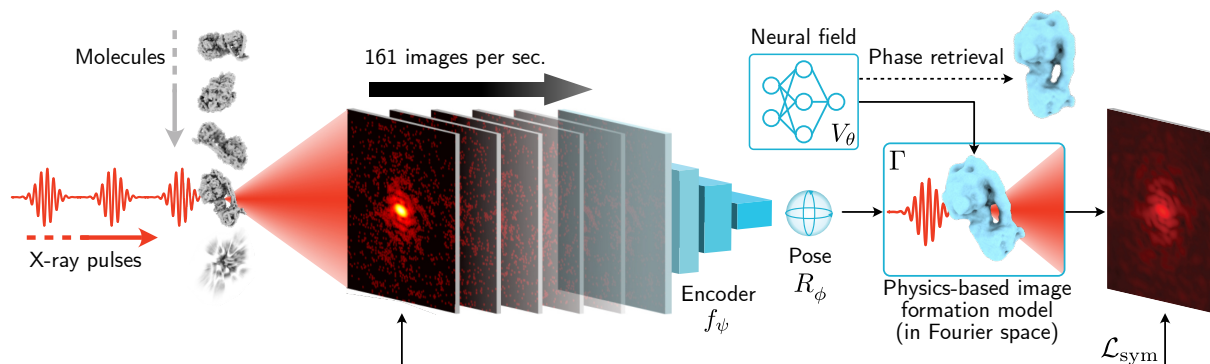 Molecules
161 images per sec.
Neural field
Phase retrieval
V_θ
Γ
X-ray pulses
Encoder
f_ψ
Pose
R_ϕ
Physics-based image
formation model
(in Fourier space)
ℒ_sym